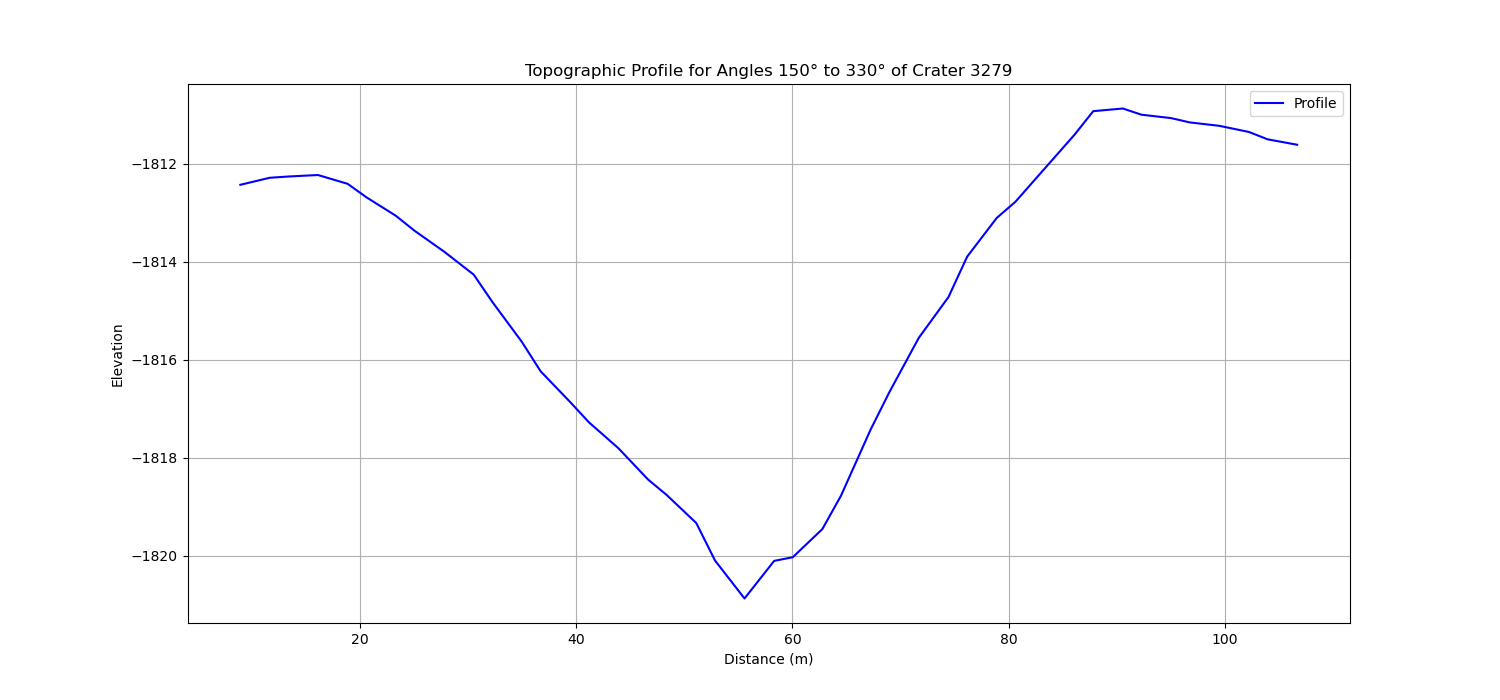 Topographic Profile for Angles 150° to 330° of Crater 3279
Profile
−1812
−1814
−1816
−1818
−1820
Elevation
20 40 60 80 100
Distance (m)